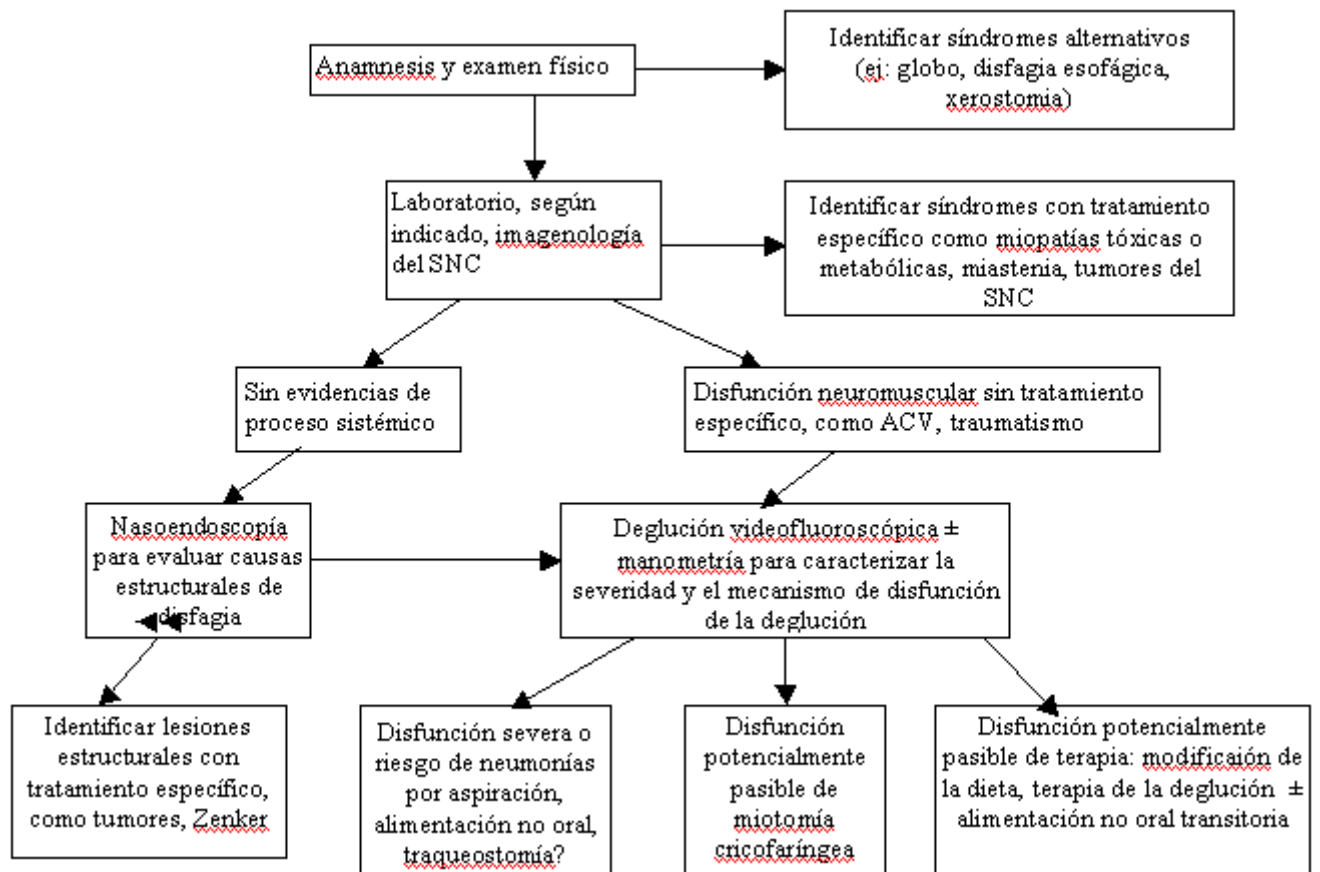 Anamnesis y examen físico
Identificar síndromes alternativos
(ej: globo, disfagia esofágica,
xerostomia)
Laboratorio, según
indicado, imagenología
del SNC
Identificar síndromes con tratamiento
específico como miopatías tóxicas o
metabólicas, miastenia, tumores del
SNC
Sin evidencias de
proceso sistémico
Disfunción neuromuscular sin tratamiento
específico, como ACV, traumatismo
Nasoendoscopía
para evaluar causas
estructurales de
disfagia
Deglución videofluoroscópica ±
manometría para caracterizar la
severidad y el mecanismo de disfunción
de la deglución
Identificar lesiones
estructurales con
tratamiento específico,
como tumores, Zenker
Disfunción severa o
riesgo de neumonías
por aspiración,
alimentación no oral,
traqueostomía?
Disfunción
potencialmente
pasible de
miotomía
cricofaríngea
Disfunción potencialmente
pasible de terapia: modificaión de
la dieta, terapia de la deglución ±
alimentación no oral transitoria